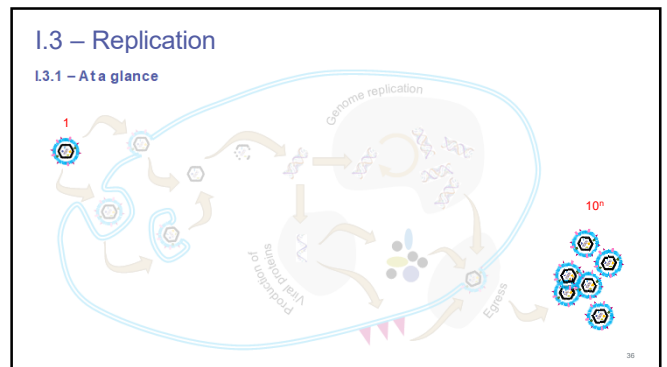 I.3 – Replication
I.3.1 – At a glance
Genome replication
1
10ⁿ
Production of
Viral proteins
Egress
36